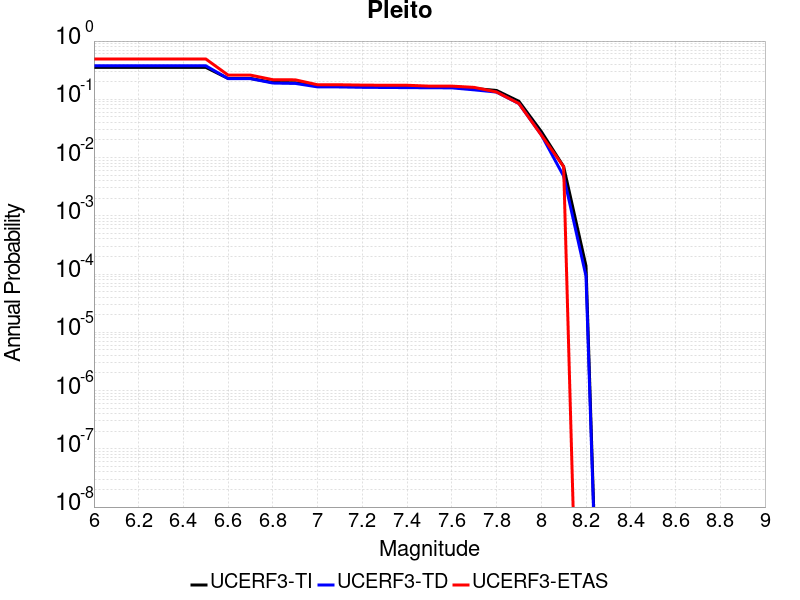 Pleito
Annual Probability
10^0
10^-1
10^-2
10^-3
10^-4
10^-5
10^-6
10^-7
10^-8
6 6.2 6.4 6.6 6.8 7 7.2 7.4 7.6 7.8 8 8.2 8.4 8.6 8.8 9
Magnitude
UCERF3-TI UCERF3-TD UCERF3-ETAS